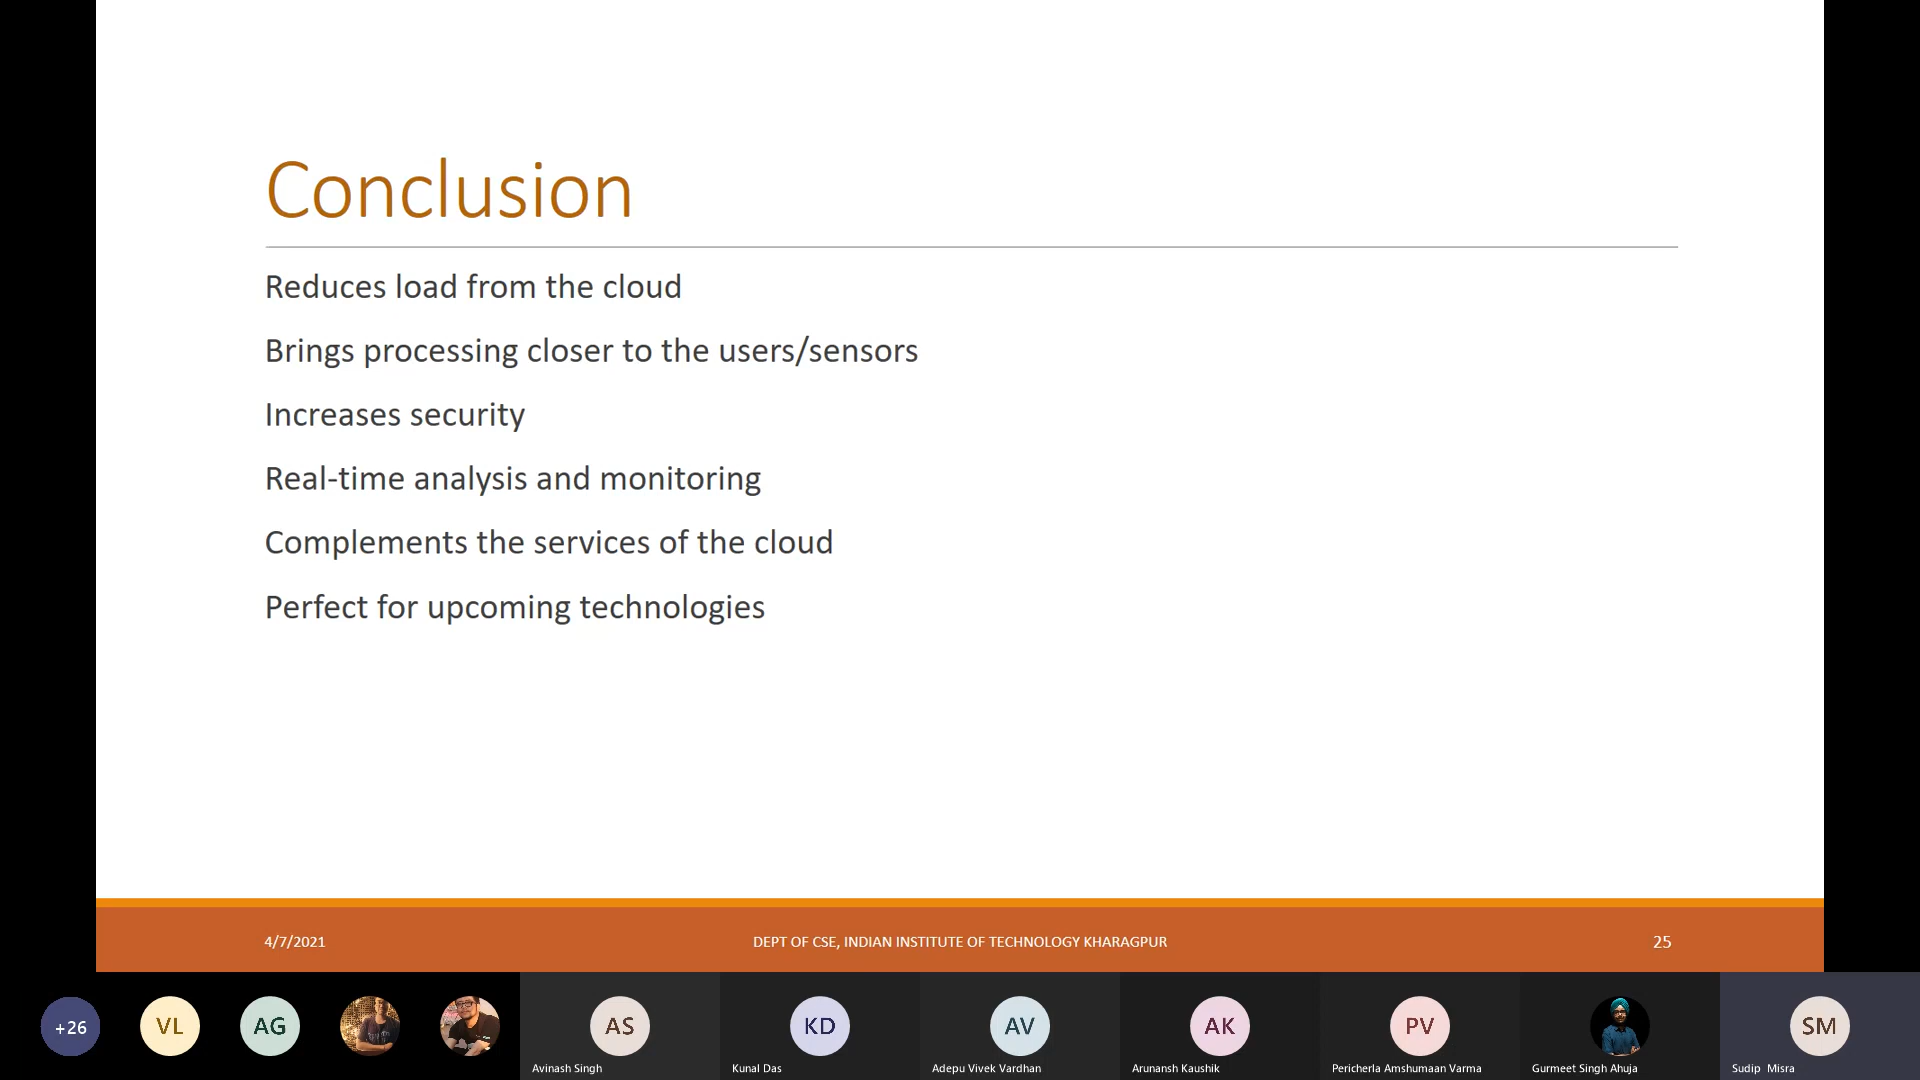 Conclusion
Reduces load from the cloud
Brings processing closer to the users/sensors
Increases security
Real-time analysis and monitoring
Complements the services of the cloud
Perfect for upcoming technologies
4/7/2021
DEPT OF CSE, INDIAN INSTITUTE OF TECHNOLOGY KHARAGPUR
25
+26
VL
AG
AS
KD
AV
AK
PV
SM
Avinash Singh
Kunal Das
Adepu Vivek Vardhan
Arunansh Kaushik
Pericherla Amshumaan Varma
Gurmeet Singh Ahuja
Sudip Misra